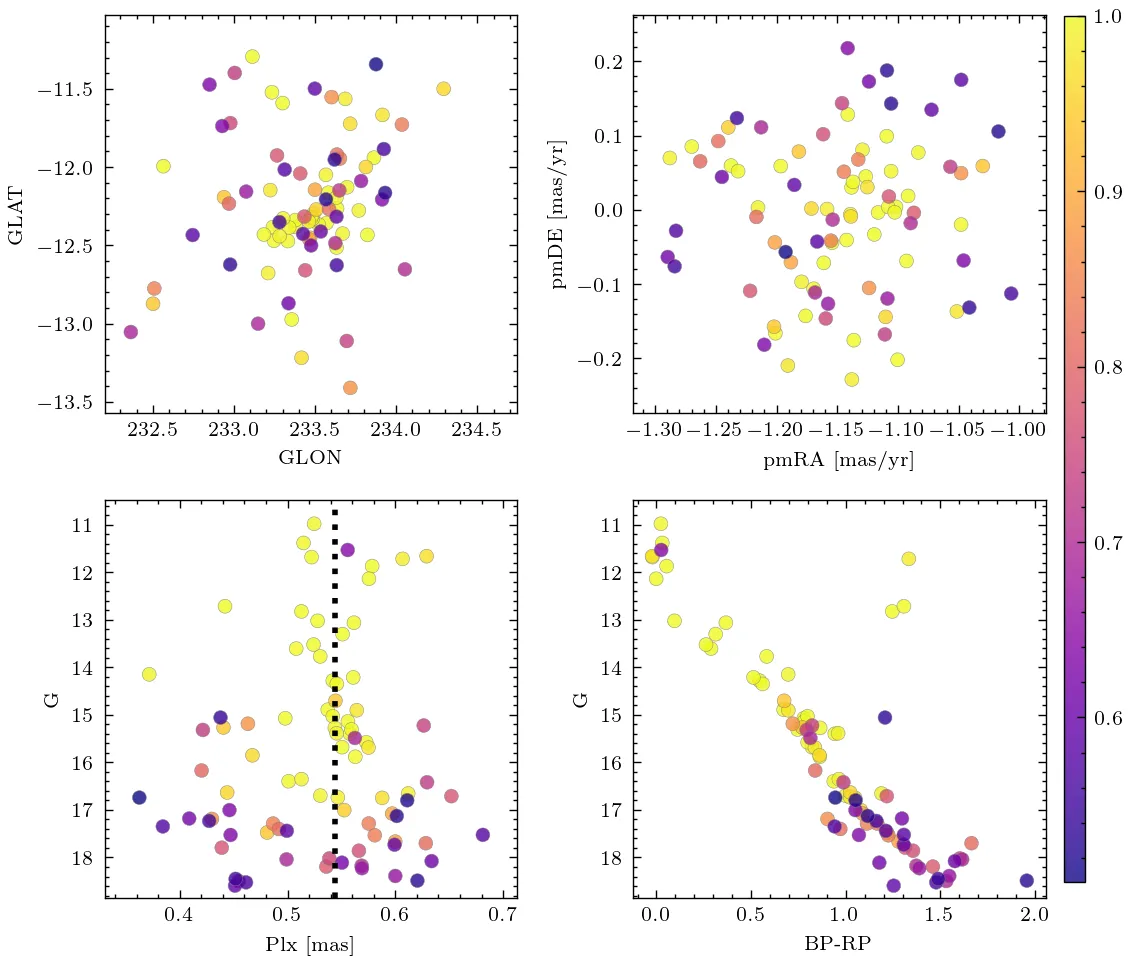 −11.5
−12.0
−12.5
−13.0
−13.5
GLAT
232.5 233.0 233.5 234.0 234.5
GLON
0.2
0.1
0.0
−0.1
−0.2
pmDE [mas/yr]
−1.30 −1.25 −1.20 −1.15 −1.10 −1.05 −1.00
pmRA [mas/yr]
11
12
13
14
15
16
17
18
G
0.4 0.5 0.6 0.7
Plx [mas]
11
12
13
14
15
16
17
18
G
0.0 0.5 1.0 1.5 2.0
BP-RP
1.0
0.9
0.8
0.7
0.6